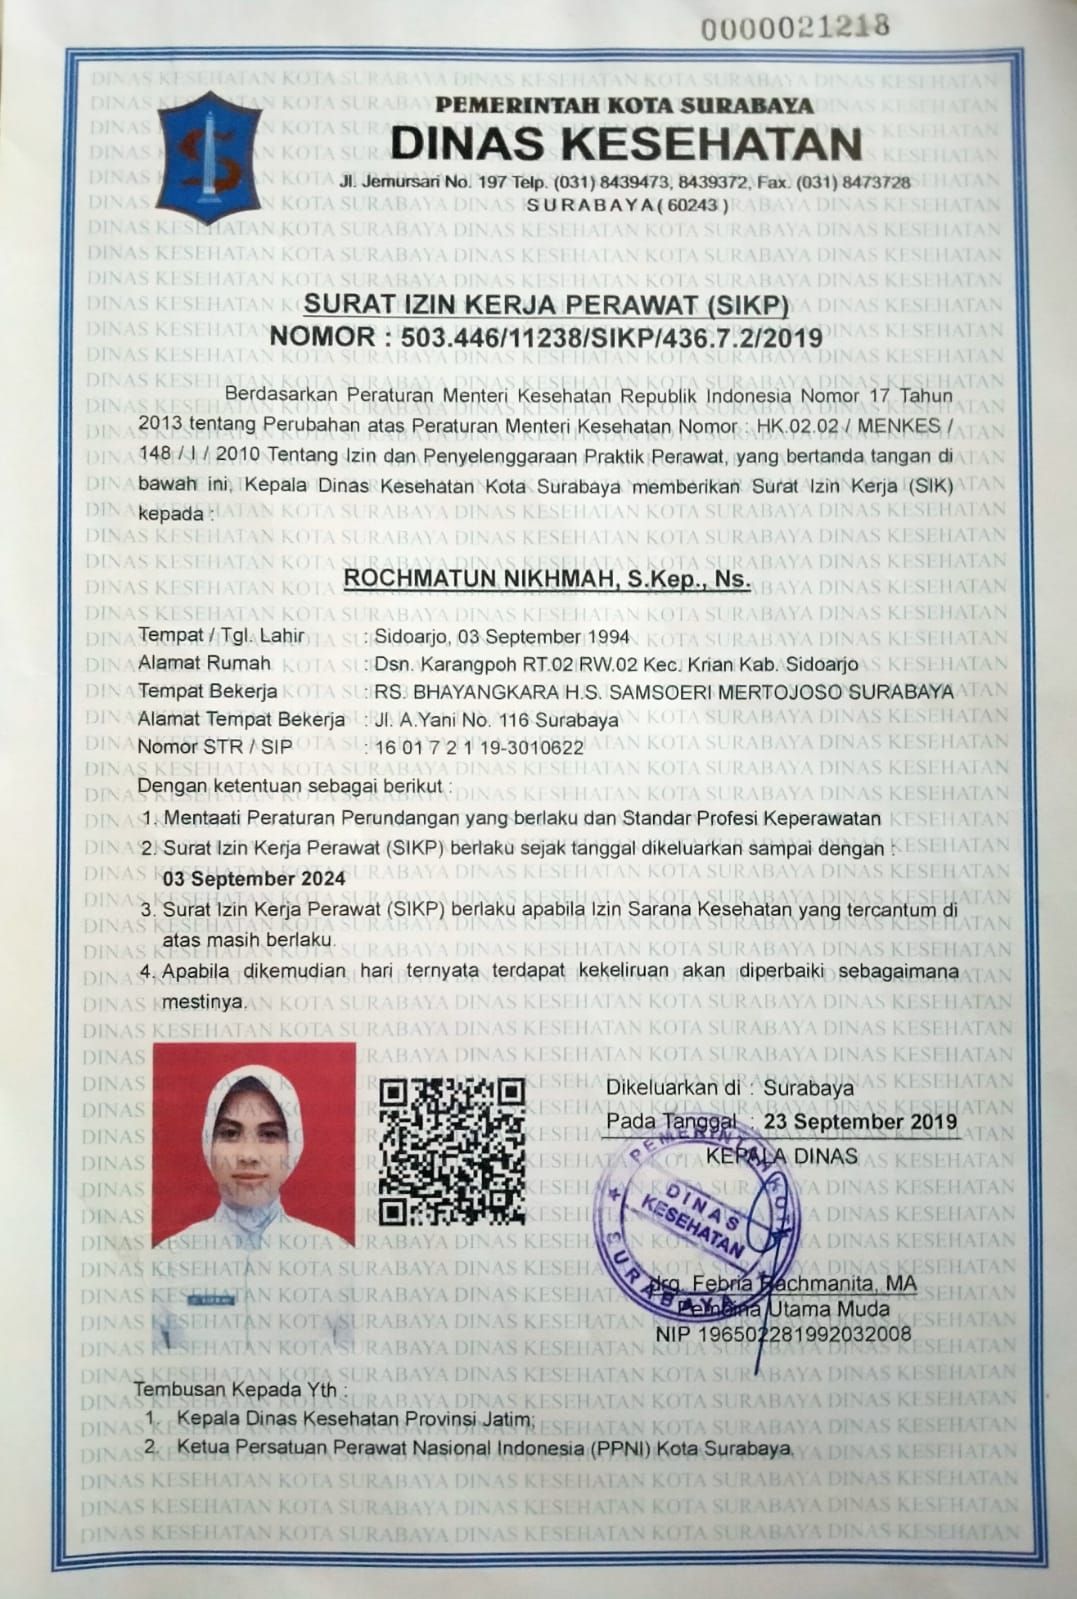 0000021218
PEMERINTAH KOTA SURABAYA
DINAS KESEHATAN
Jl. Jemursari No. 197 Telp. (031) 8439473, 8439372, Fax. (031) 8473728
SURABAYA ( 60243 )
SURAT IZIN KERJA PERAWAT (SIKP)
NOMOR : 503.446/11238/SIKP/436.7.2/2019
Berdasarkan Peraturan Menteri Kesehatan Republik Indonesia Nomor 17 Tahun
2013 tentang Perubahan atas Peraturan Menteri Kesehatan Nomor : HK.02.02 / MENKES /
148 / I / 2010 Tentang Izin dan Penyelenggaraan Praktik Perawat, yang bertanda tangan di
bawah ini, Kepala Dinas Kesehatan Kota Surabaya memberikan Surat Izin Kerja (SIK)
kepada :
ROCHMATUN NIKHMAH, S.Kep., Ns.
Tempat / Tgl. Lahir : Sidoarjo, 03 September 1994
Alamat Rumah : Dsn. Karangpoh RT.02 RW.02 Kec. Krian Kab. Sidoarjo
Tempat Bekerja : RS. BHAYANGKARA H.S. SAMSOERI MERTOJOSO SURABAYA
Alamat Tempat Bekerja : Jl. A.Yani No. 116 Surabaya
Nomor STR / SIP : 16 01 7 2 1 19-3010622
Dengan ketentuan sebagai berikut :
1. Mentaati Peraturan Perundangan yang berlaku dan Standar Profesi Keperawatan
2. Surat Izin Kerja Perawat (SIKP) berlaku sejak tanggal dikeluarkan sampai dengan :
03 September 2024
3. Surat Izin Kerja Perawat (SIKP) berlaku apabila Izin Sarana Kesehatan yang tercantum di
atas masih berlaku.
4. Apabila dikemudian hari ternyata terdapat kekeliruan akan diperbaiki sebagaimana
mestinya.
Dikeluarkan di : Surabaya
Pada Tanggal : 23 September 2019
KEPALA DINAS
PEMERINTAH KOTA
DINAS
KESEHATAN
SURABAYA
drg. Febria Rachmanita, MA
Pembina Utama Muda
NIP 196502281992032008
Tembusan Kepada Yth :
1. Kepala Dinas Kesehatan Provinsi Jatim;
2. Ketua Persatuan Perawat Nasional Indonesia (PPNI) Kota Surabaya.